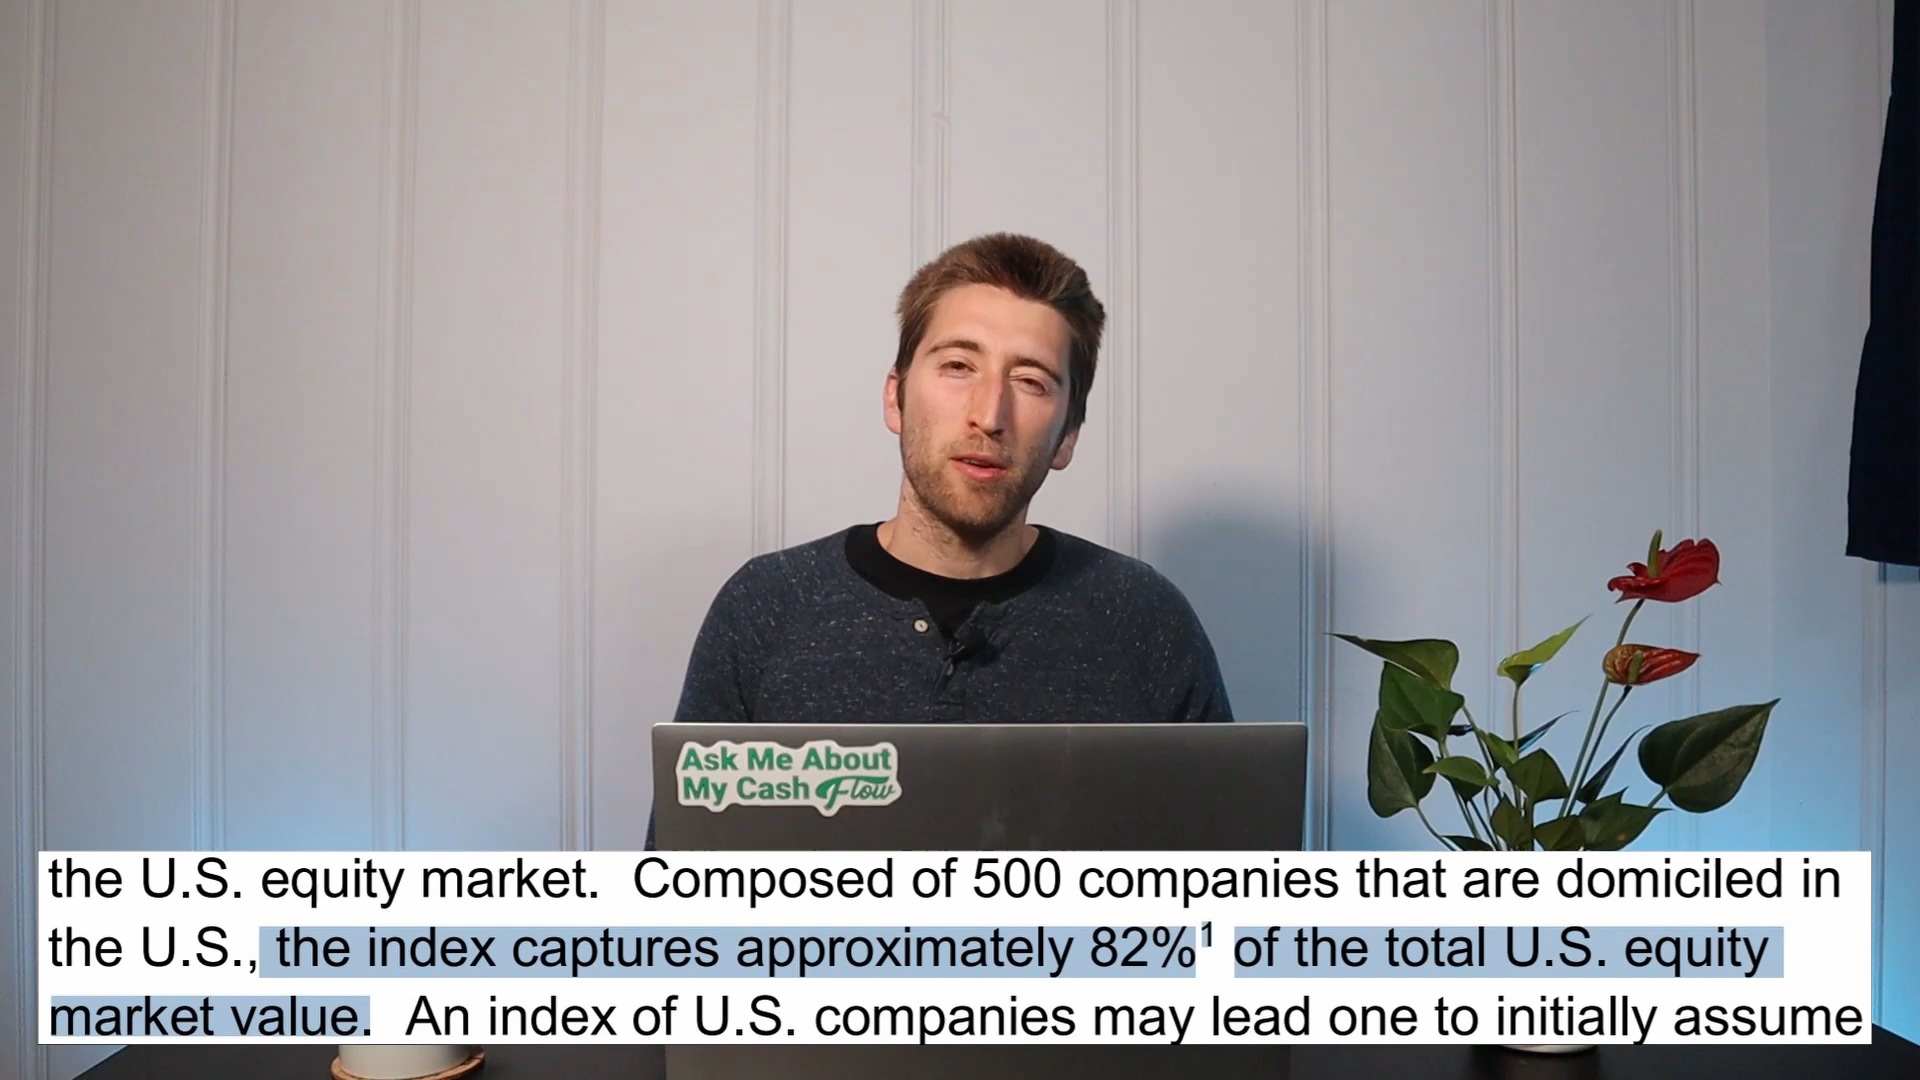 Ask Me About
My Cash Flow
the U.S. equity market. Composed of 500 companies that are domiciled in
the U.S., the index captures approximately 82%¹ of the total U.S. equity
market value. An index of U.S. companies may lead one to initially assume